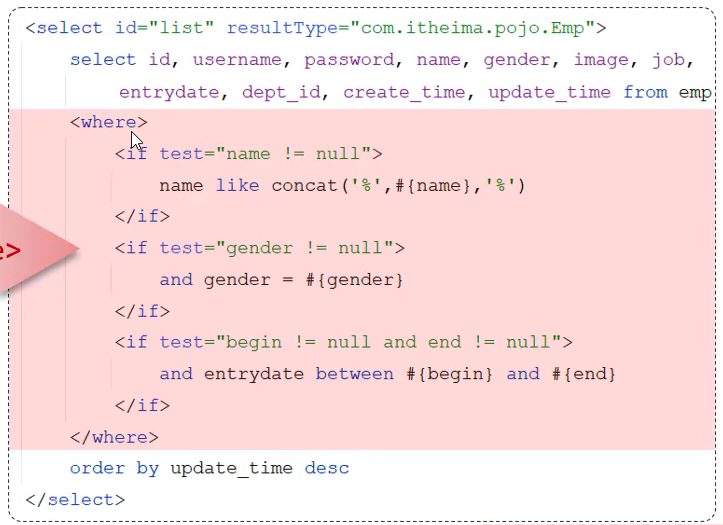 <select id="list" resultType="com.itheima.pojo.Emp">
select id, username, password, name, gender, image, job,
entrydate, dept_id, create_time, update_time from emp
<where>
<if test="name != null">
name like concat('%',#{name},'%')
</if>
e>
<if test="gender != null">
and gender = #{gender}
</if>
<if test="begin != null and end != null">
and entrydate between #{begin} and #{end}
</if>
</where>
order by update_time desc
</select>